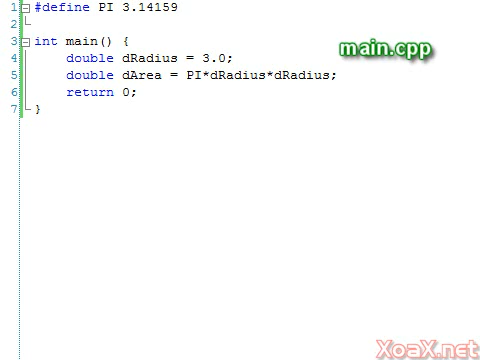 1 #define PI 3.14159
2
3 int main() {
main.cpp
4 double dRadius = 3.0;
5 double dArea = PI*dRadius*dRadius;
6 return 0;
7 }
XoaX.net